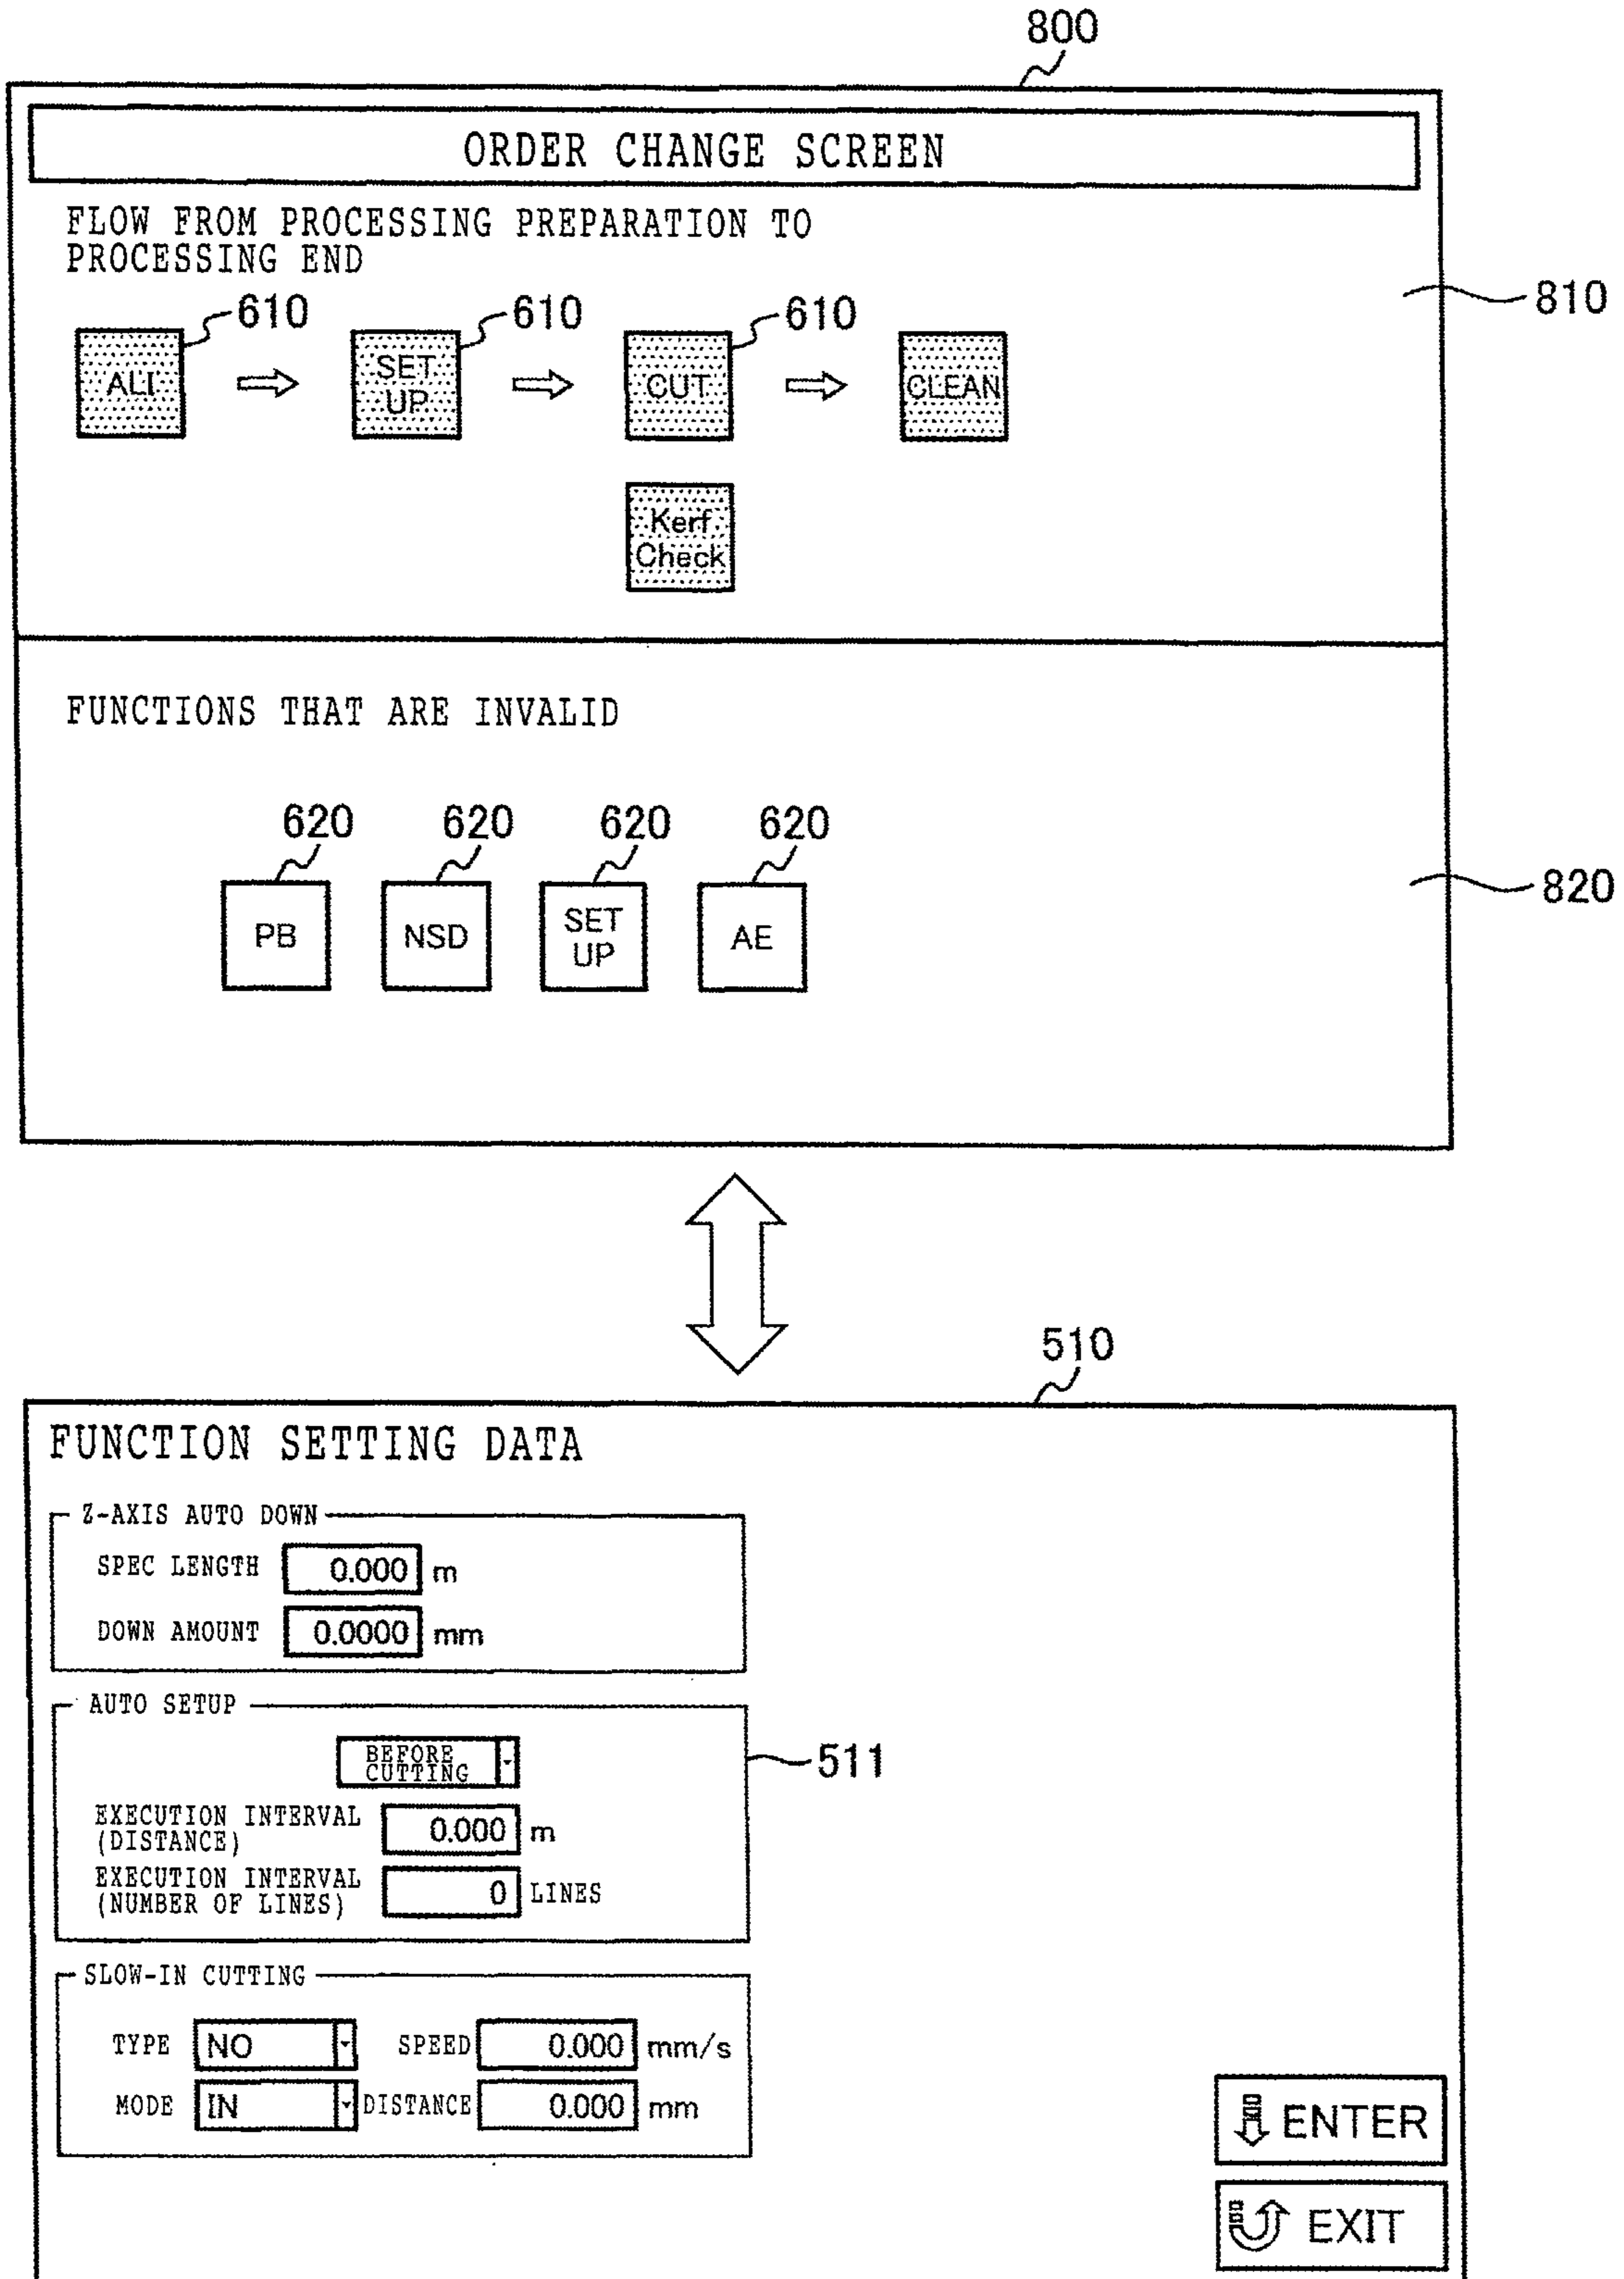 800
ORDER CHANGE SCREEN
FLOW FROM PROCESSING PREPARATION TO
PROCESSING END
610
610
610
810
ALI
SET
UP
CUT
CLEAN
Kerf
Check
FUNCTIONS THAT ARE INVALID
620
620
620
620
820
PB
NSD
SET
UP
AE
510
FUNCTION SETTING DATA
Z-AXIS AUTO DOWN
SPEC LENGTH 0.000 m
DOWN AMOUNT 0.0000 mm
AUTO SETUP
BEFORE
CUTTING
511
EXECUTION INTERVAL
(DISTANCE)
0.000 m
EXECUTION INTERVAL
(NUMBER OF LINES)
0 LINES
SLOW-IN CUTTING
TYPE NO SPEED 0.000 mm/s
MODE IN DISTANCE 0.000 mm
ENTER
EXIT